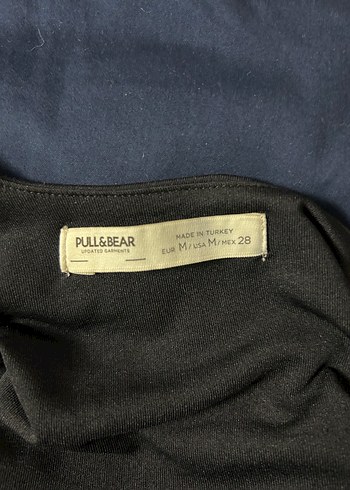 PULL&BEAR
UPDATED GARMENTS
MADE IN TURKEY
EUR M / USA M / MEX 28